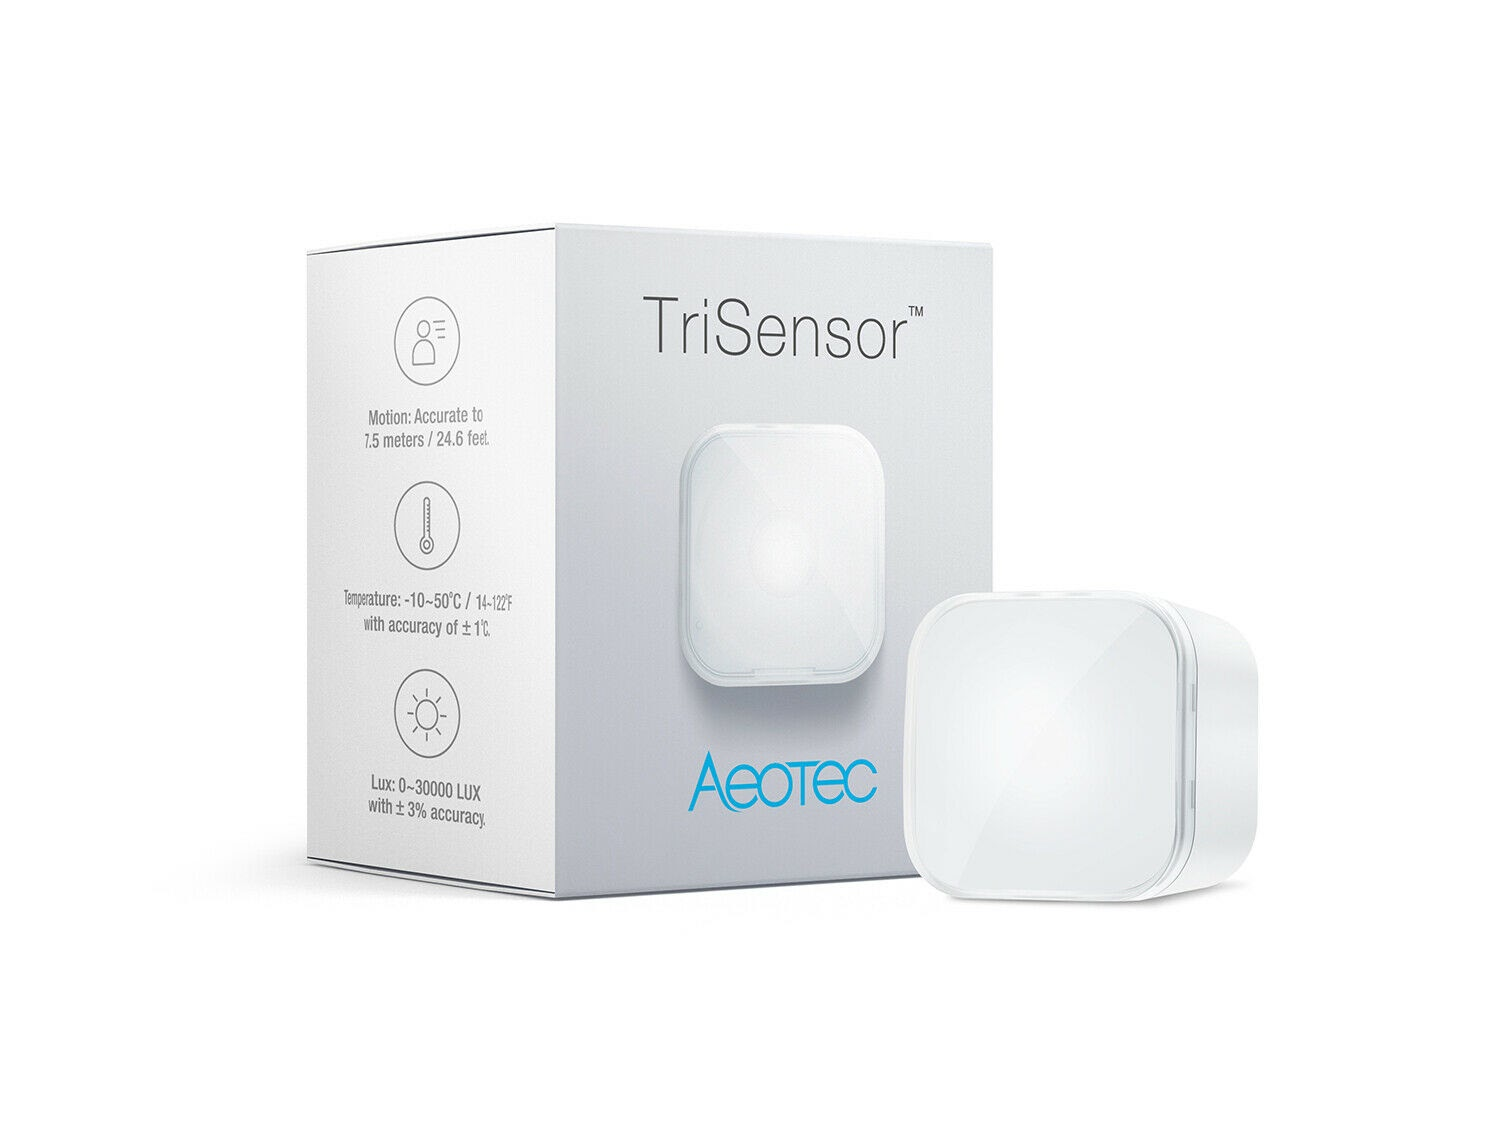 Motion: Accurate to
7.5 meters / 24.6 feet.
Temperature: -10~50°C / 14~122°F
with accuracy of ± 1°C.
Lux: 0~30000 LUX
with ± 3% accuracy.
TriSensor™
AEOTEC